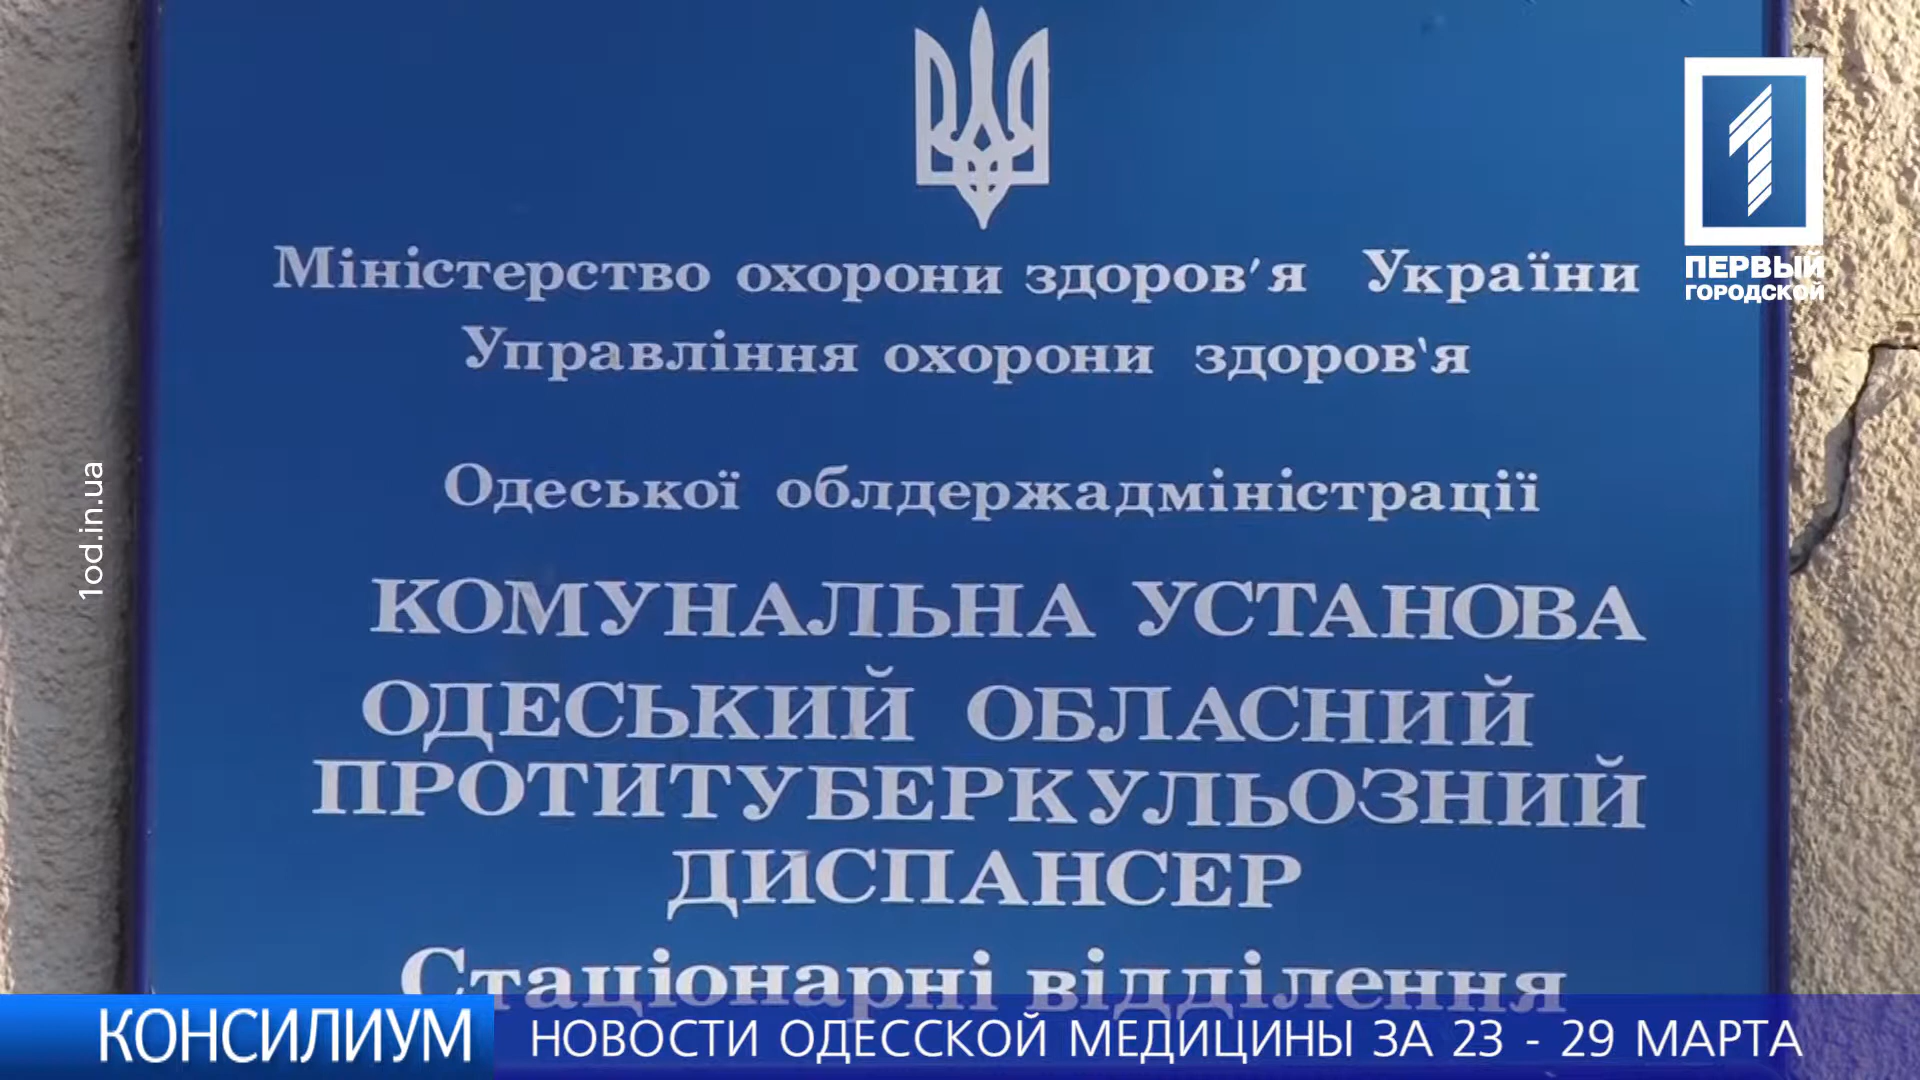 Міністерство охорони здоров'я України
Управління охорони здоров'я
Одеської облдержадміністрації
КОМУНАЛЬНА УСТАНОВА
ОДЕСЬКИЙ ОБЛАСНИЙ
ПРОТИТУБЕРКУЛЬОЗНИЙ
ДИСПАНСЕР
Стаціонарні відділення
1
ПЕРВЫЙ
ГОРОДСКОЙ
1od.in.ua
КОНСИЛИУМ
НОВОСТИ ОДЕССКОЙ МЕДИЦИНЫ ЗА 23 - 29 МАРТА